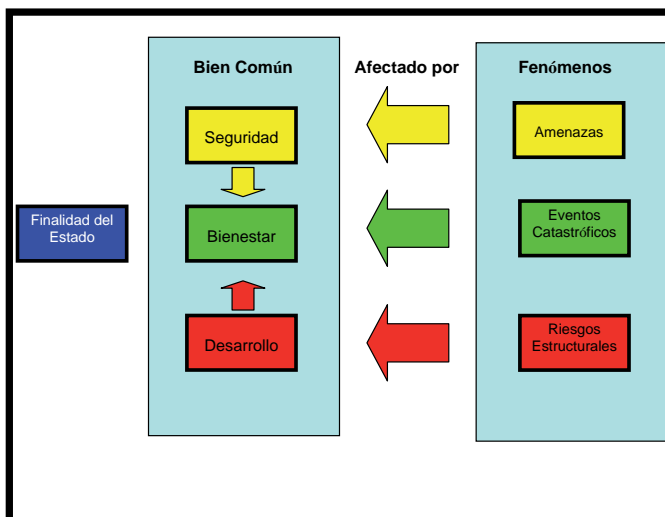 Bien Común
Afectado por
Fenómenos
Seguridad
Amenazas
Finalidad del
Estado
Bienestar
Eventos
Catastróficos
Desarrollo
Riesgos
Estructurales